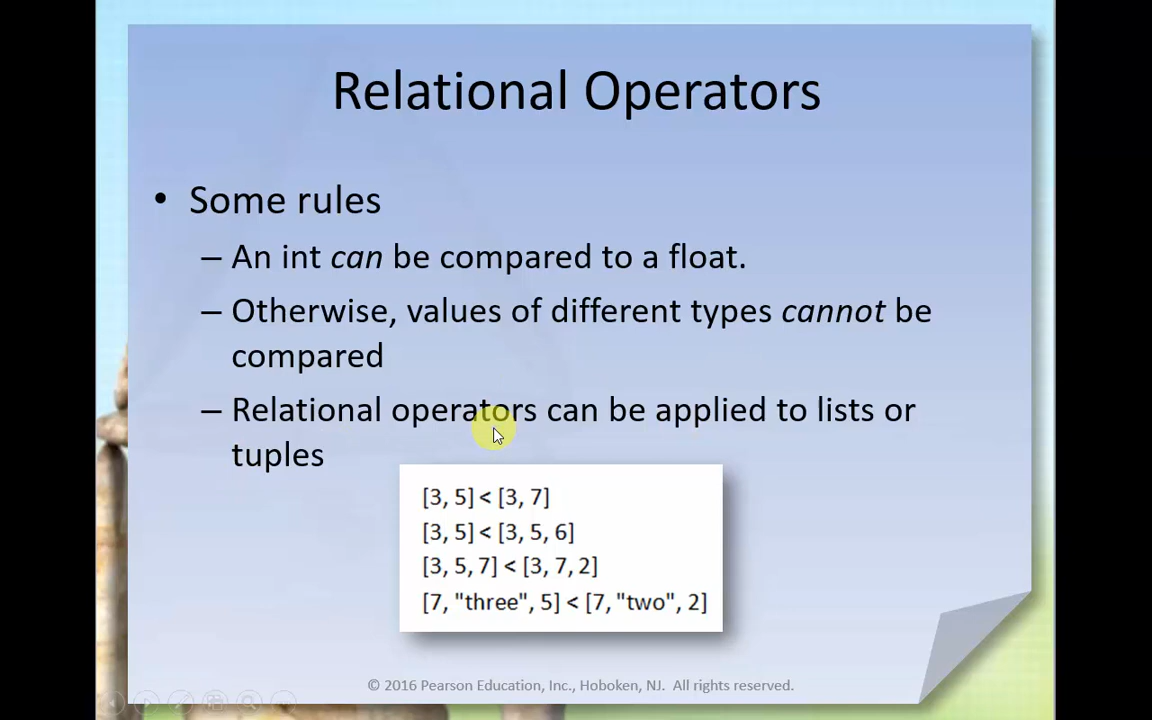 Relational Operators
• Some rules
– An int can be compared to a float.
– Otherwise, values of different types cannot be
compared
– Relational operators can be applied to lists or
tuples
[3, 5] < [3, 7]
[3, 5] < [3, 5, 6]
[3, 5, 7] < [3, 7, 2]
[7, "three", 5] < [7, "two", 2]
© 2016 Pearson Education, Inc., Hoboken, NJ. All rights reserved.